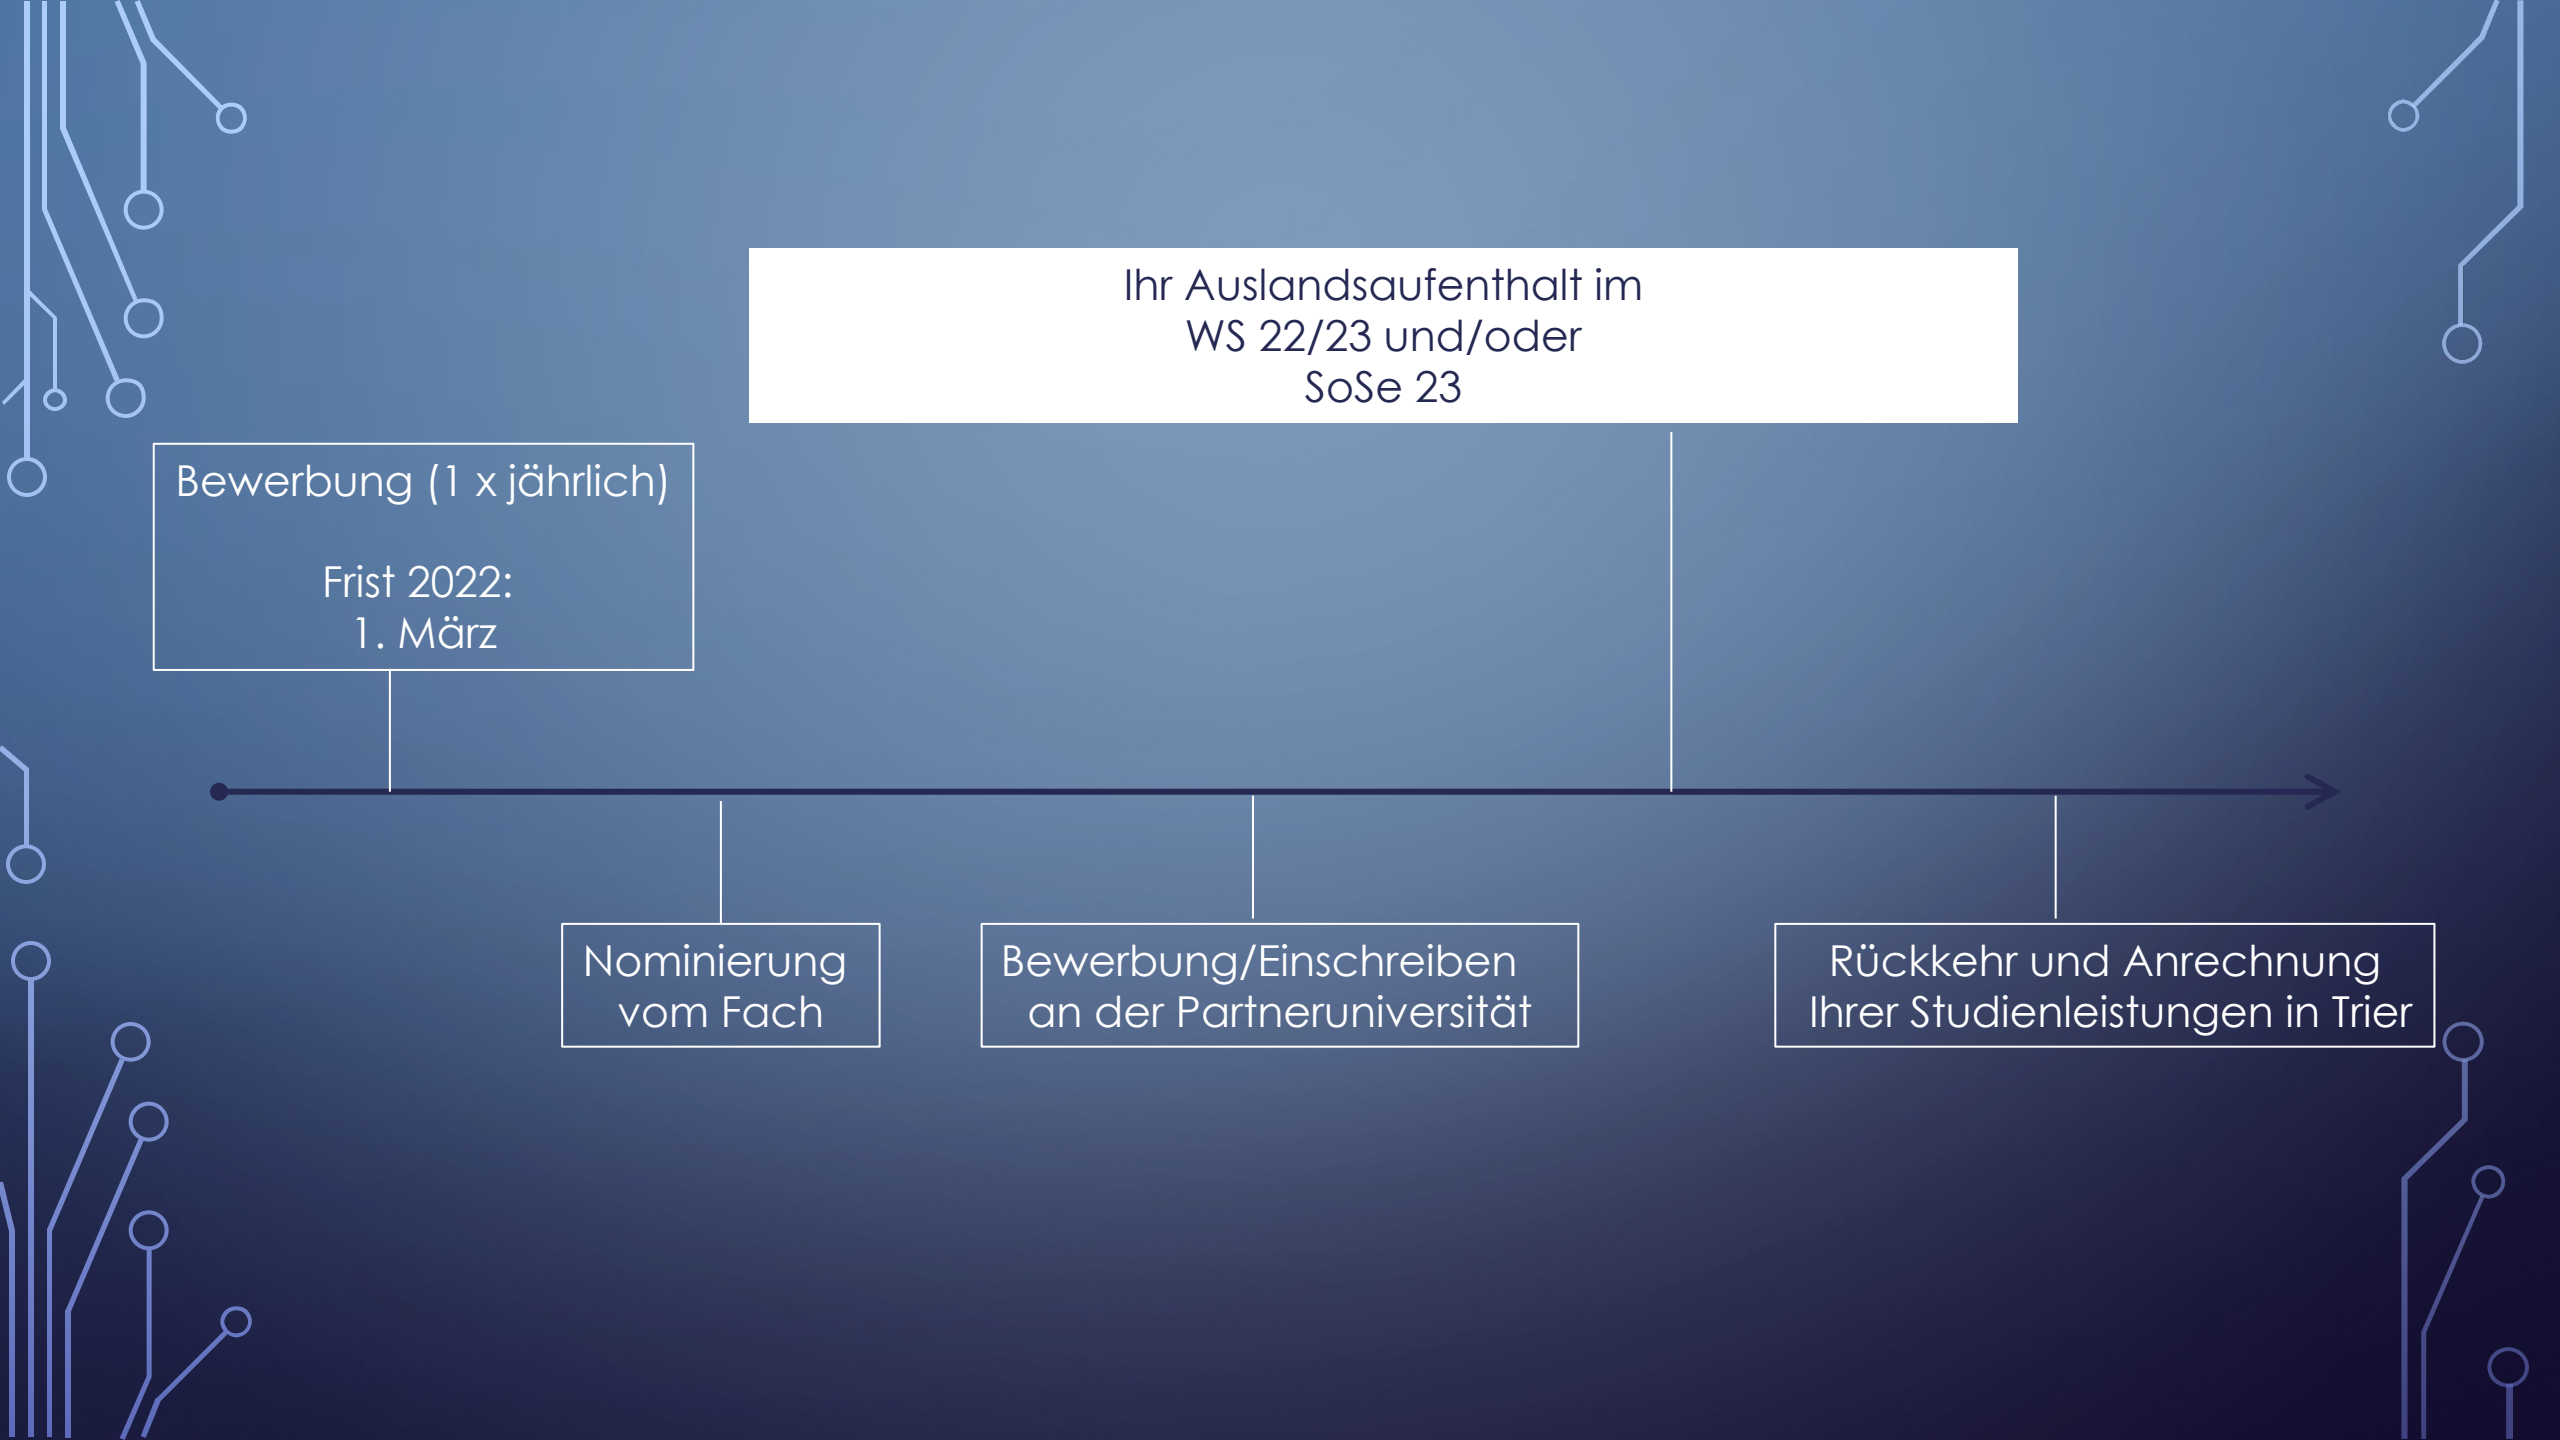 Ihr Auslandsaufenthalt im
WS 22/23 und/oder
SoSe 23
Bewerbung (1 x jährlich)
Frist 2022:
1. März
Nominierung
vom Fach
Bewerbung/Einschreiben
an der Partneruniversität
Rückkehr und Anrechnung
Ihrer Studienleistungen in Trier